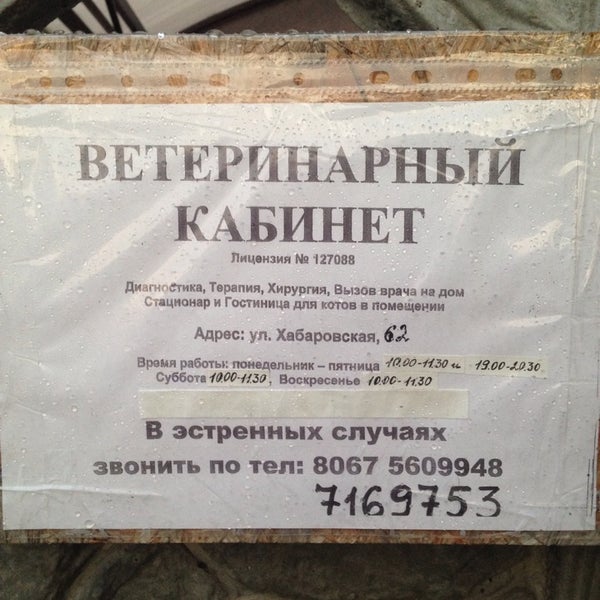 ВЕТЕРИНАРНЫЙ
КАБИНЕТ
Лицензия № 127088
Диагностика, Терапия, Хирургия, Вызов врача на дом
Стационар и Гостиница для котов в помещении
Адрес: ул. Хабаровская, 62
Время работы: понедельник – пятница 10.00-11.30 и 19.00-20.30
Суббота 10.00-11.30, Воскресенье 10.00-11.30
В эстренных случаях
звонить по тел: 8067 5609948
7169753